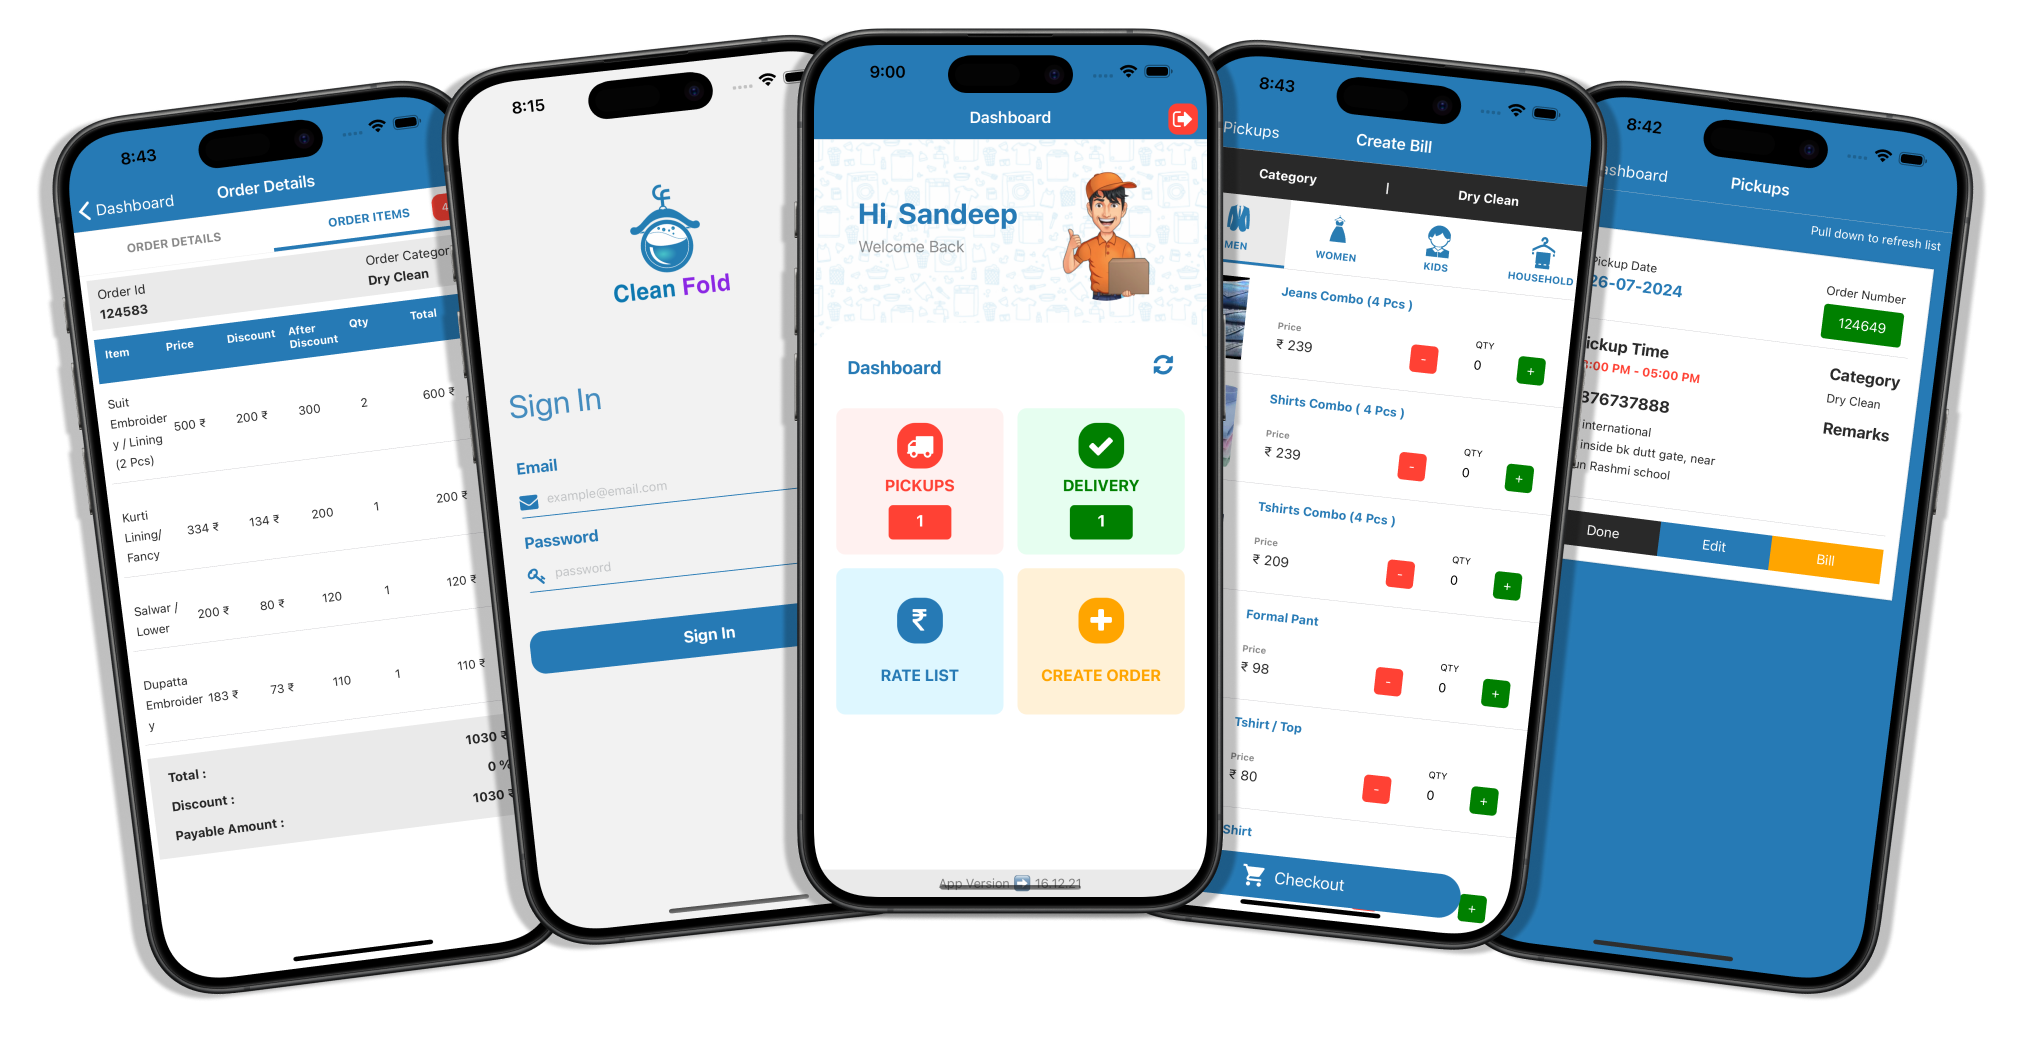 8:43
Dashboard
Order Details
ORDER DETAILS
ORDER ITEMS
4
Order Id
124583
Order Categor
Dry Clean
Item Price Discount After Discount Qty Total
Suit Embroidery / Lining (2 Pcs) 500 ₹ 200 ₹ 300 2 600 ₹
Kurti Lining/ Fancy 334 ₹ 134 ₹ 200 1 200 ₹
Salwar / Lower 200 ₹ 80 ₹ 120 1 120 ₹
Dupatta Embroidery 183 ₹ 73 ₹ 110 1 110 ₹
Total : 1030 ₹
Discount : 0 %
Payable Amount : 1030 ₹
8:15
CF
Clean Fold
Sign In
Email
example@email.com
Password
password
Sign In
9:00
Dashboard
Hi, Sandeep
Welcome Back
Dashboard
PICKUPS
1
DELIVERY
1
₹
RATE LIST
CREATE ORDER
App Version ➡ 16.12.21
8:43
Pickups
Create Bill
Category | Dry Clean
MEN
WOMEN
KIDS
HOUSEHOLD
Jeans Combo (4 Pcs )
Price
₹ 239
QTY
- 0 +
Shirts Combo ( 4 Pcs )
Price
₹ 239
QTY
- 0 +
Tshirts Combo (4 Pcs )
Price
₹ 209
QTY
- 0 +
Formal Pant
Price
₹ 98
QTY
- 0 +
Tshirt / Top
Price
₹ 80
QTY
- 0 +
Shirt
Checkout
+
8:42
ashboard
Pickups
Pull down to refresh list
Pickup Date
26-07-2024
Order Number
124649
ickup Time
:00 PM - 05:00 PM
Category
Dry Clean
376737888
Remarks
international
inside bk dutt gate, near
un Rashmi school
Done
Edit
Bill